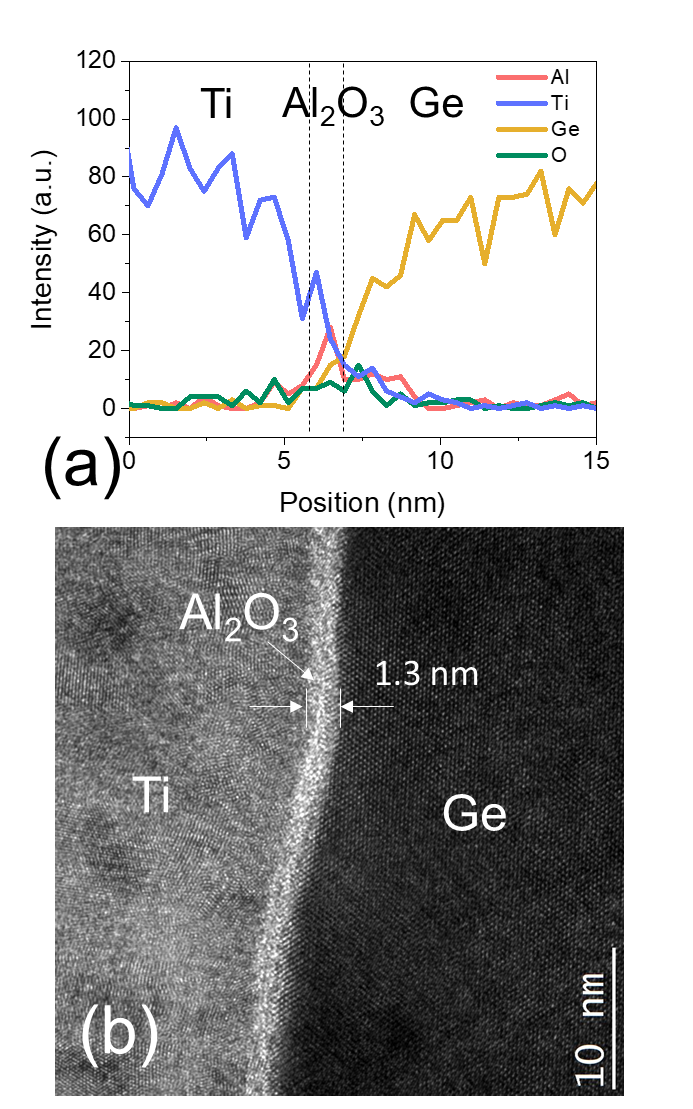 120
100
80
60
40
20
0
Intensity (a.u.)
Ti Al₂O₃ Ge
Al
Ti
Ge
O
(a)
0 5 10 15
Position (nm)
Al₂O₃
1.3 nm
Ti
Ge
(b)
10 nm